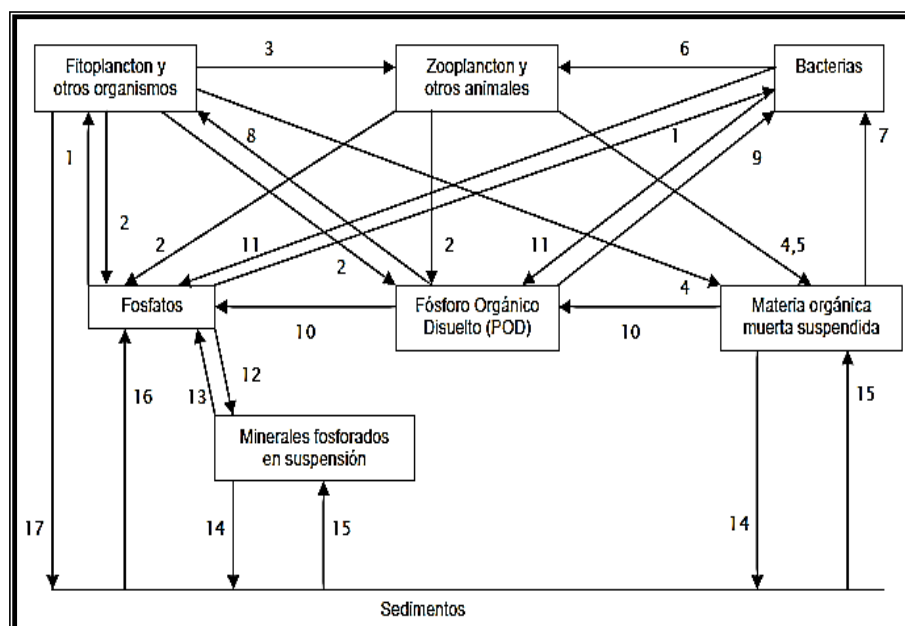 3
6
Fitoplancton y
otros organismos
Zooplancton y
otros animales
Bacterias
8
1
7
1
9
2
2
11
2
2
11
4,5
4
Fosfatos
Fósforo Orgánico
Disuelto (POD)
Materia orgánica
muerta suspendida
10
10
12
13
16
15
Minerales fosforados
en suspensión
17
14
15
14
Sedimentos